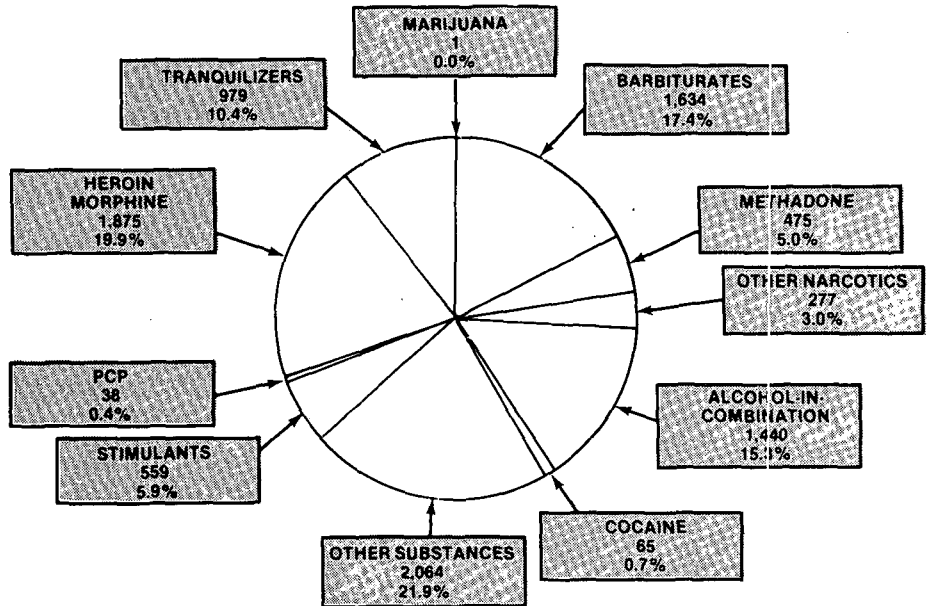 MARIJUANA
1
0.0%
TRANQUILIZERS
979
10.4%
BARBITURATES
1,634
17.4%
HEROIN
MORPHINE
1,875
19.9%
METHADONE
475
5.0%
OTHER NARCOTICS
277
3.0%
PCP
38
0.4%
ALCOHOL-IN-
COMBINATION
1,440
15.3%
STIMULANTS
559
5.9%
COCAINE
65
0.7%
OTHER SUBSTANCES
2,064
21.9%